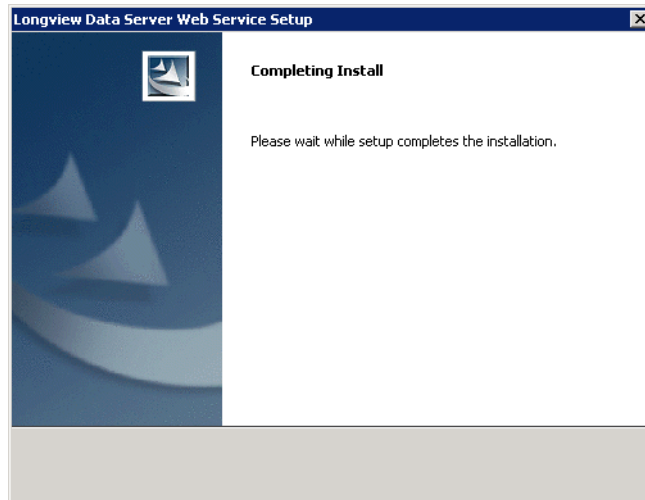 Longview Data Server Web Service Setup
Completing Install
Please wait while setup completes the installation.